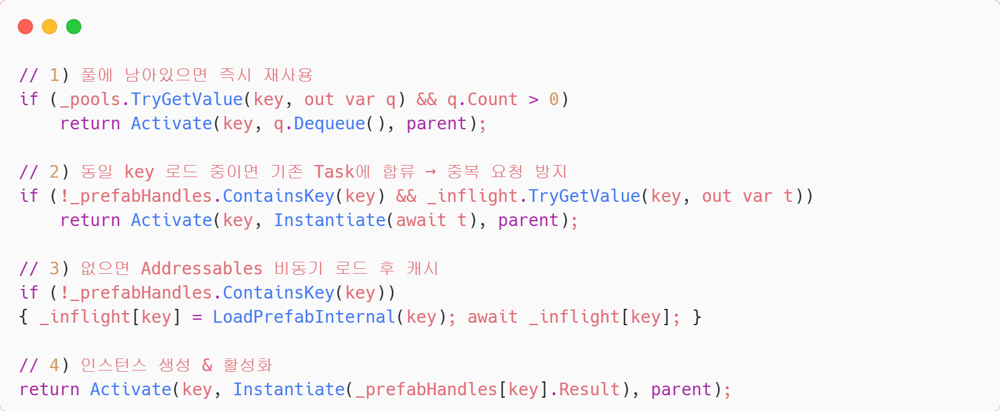 // 1) 풀에 남아있으면 즉시 재사용
if (_pools.TryGetValue(key, out var q) && q.Count > 0)
    return Activate(key, q.Dequeue(), parent);
// 2) 동일 key 로드 중이면 기존 Task에 합류 → 중복 요청 방지
if (!_prefabHandles.ContainsKey(key) && _inflight.TryGetValue(key, out var t))
    return Activate(key, Instantiate(await t), parent);
// 3) 없으면 Addressables 비동기 로드 후 캐시
if (!_prefabHandles.ContainsKey(key))
{ _inflight[key] = LoadPrefabInternal(key); await _inflight[key]; }
// 4) 인스턴스 생성 & 활성화
return Activate(key, Instantiate(_prefabHandles[key].Result), parent);